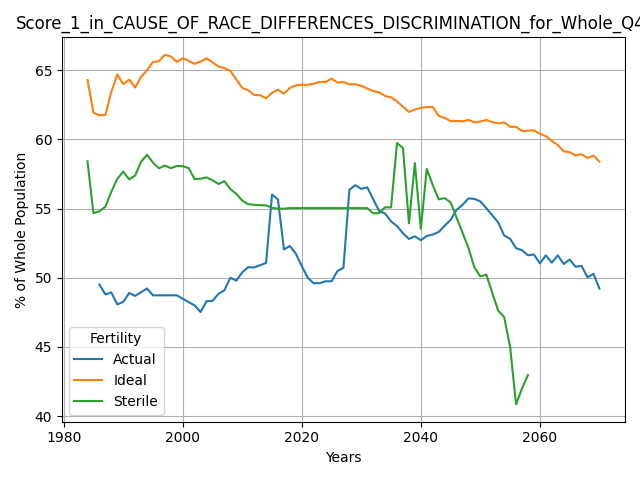 Score_1_in_CAUSE_OF_RACE_DIFFERENCES_DISCRIMINATION_for_Whole_Q4
65
60
55
50
45
40
% of Whole Population
Fertility
Actual
Ideal
Sterile
1980 2000 2020 2040 2060
Years